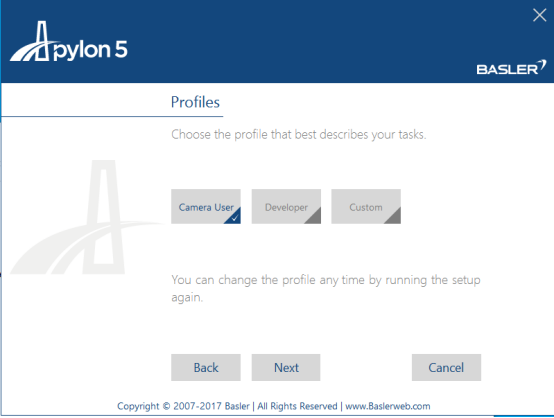 pylon 5
BASLER
Profiles
Choose the profile that best describes your tasks.
Camera User
Developer
Custom
You can change the profile any time by running the setup
again.
Back
Next
Cancel
Copyright © 2007-2017 Basler | All Rights Reserved | www.Baslerweb.com